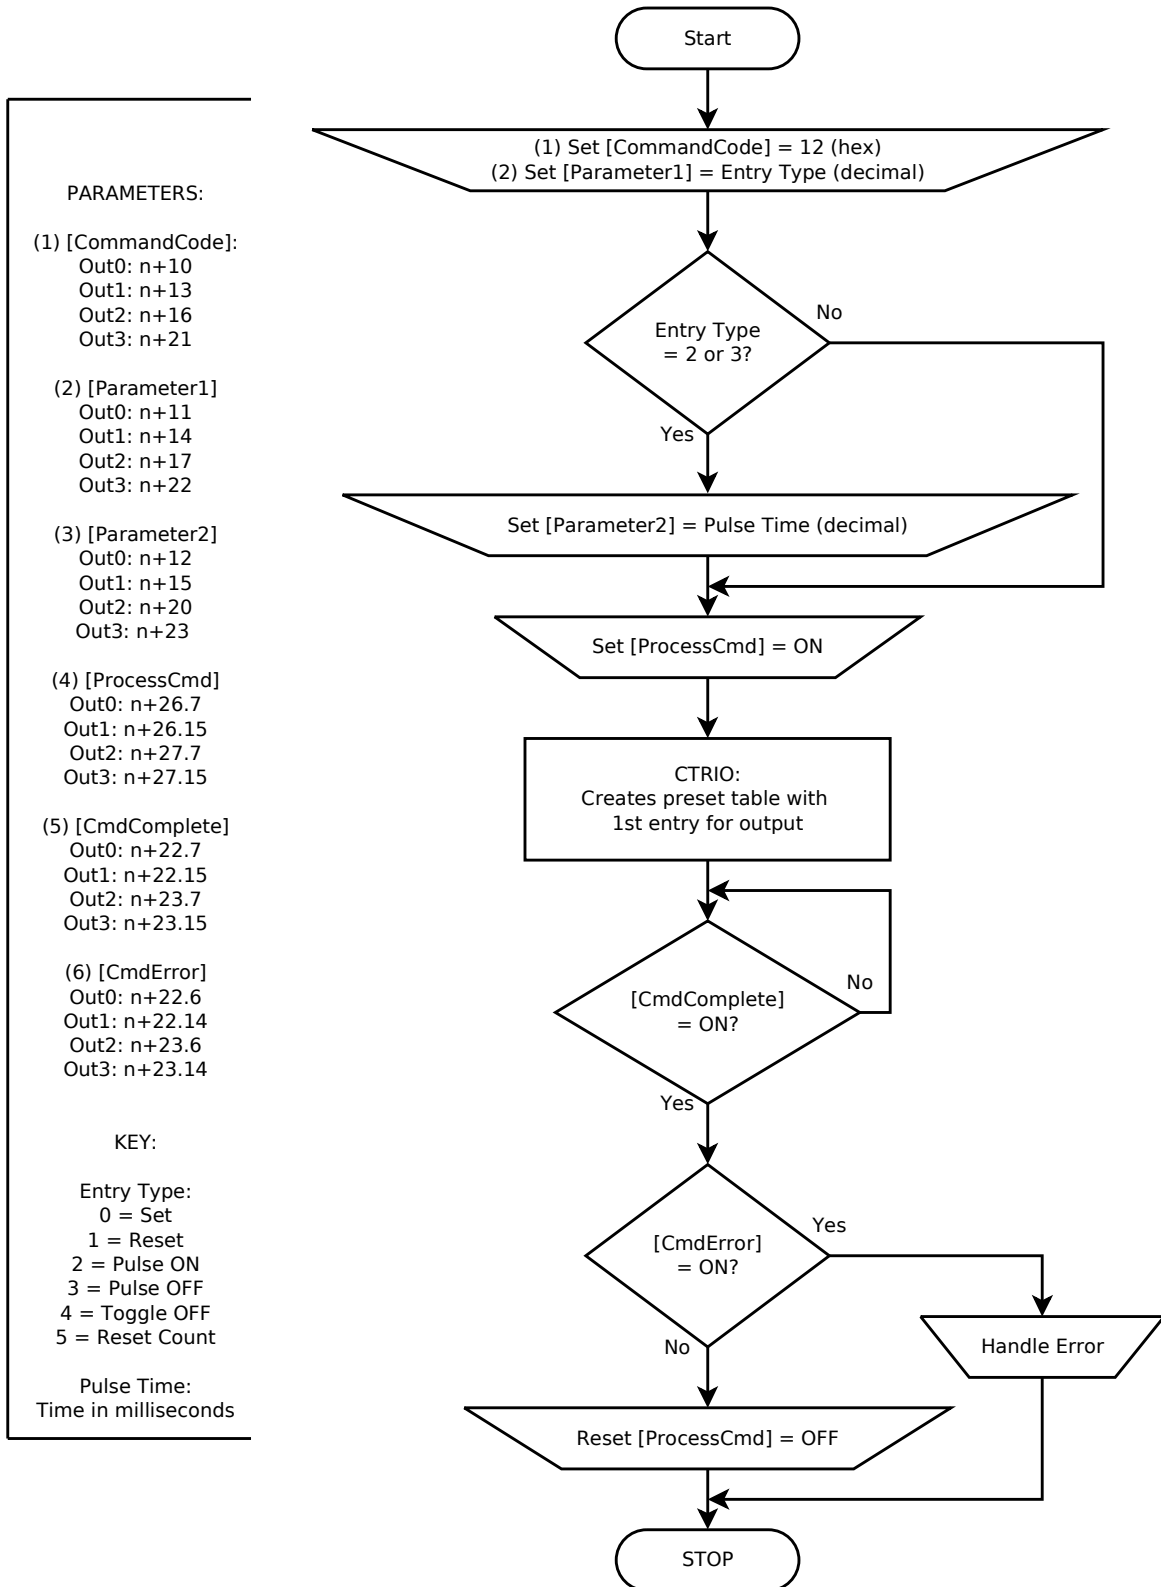 Start
(1) Set [CommandCode] = 12 (hex)
(2) Set [Parameter1] = Entry Type (decimal)
Entry Type
= 2 or 3?
No
Yes
Set [Parameter2] = Pulse Time (decimal)
Set [ProcessCmd] = ON
CTRIO:
Creates preset table with
1st entry for output
[CmdComplete]
= ON?
No
Yes
[CmdError]
= ON?
Yes
No
Handle Error
Reset [ProcessCmd] = OFF
STOP
PARAMETERS:
(1) [CommandCode]:
Out0: n+10
Out1: n+13
Out2: n+16
Out3: n+21
(2) [Parameter1]
Out0: n+11
Out1: n+14
Out2: n+17
Out3: n+22
(3) [Parameter2]
Out0: n+12
Out1: n+15
Out2: n+20
Out3: n+23
(4) [ProcessCmd]
Out0: n+26.7
Out1: n+26.15
Out2: n+27.7
Out3: n+27.15
(5) [CmdComplete]
Out0: n+22.7
Out1: n+22.15
Out2: n+23.7
Out3: n+23.15
(6) [CmdError]
Out0: n+22.6
Out1: n+22.14
Out2: n+23.6
Out3: n+23.14
KEY:
Entry Type:
0 = Set
1 = Reset
2 = Pulse ON
3 = Pulse OFF
4 = Toggle OFF
5 = Reset Count
Pulse Time:
Time in milliseconds